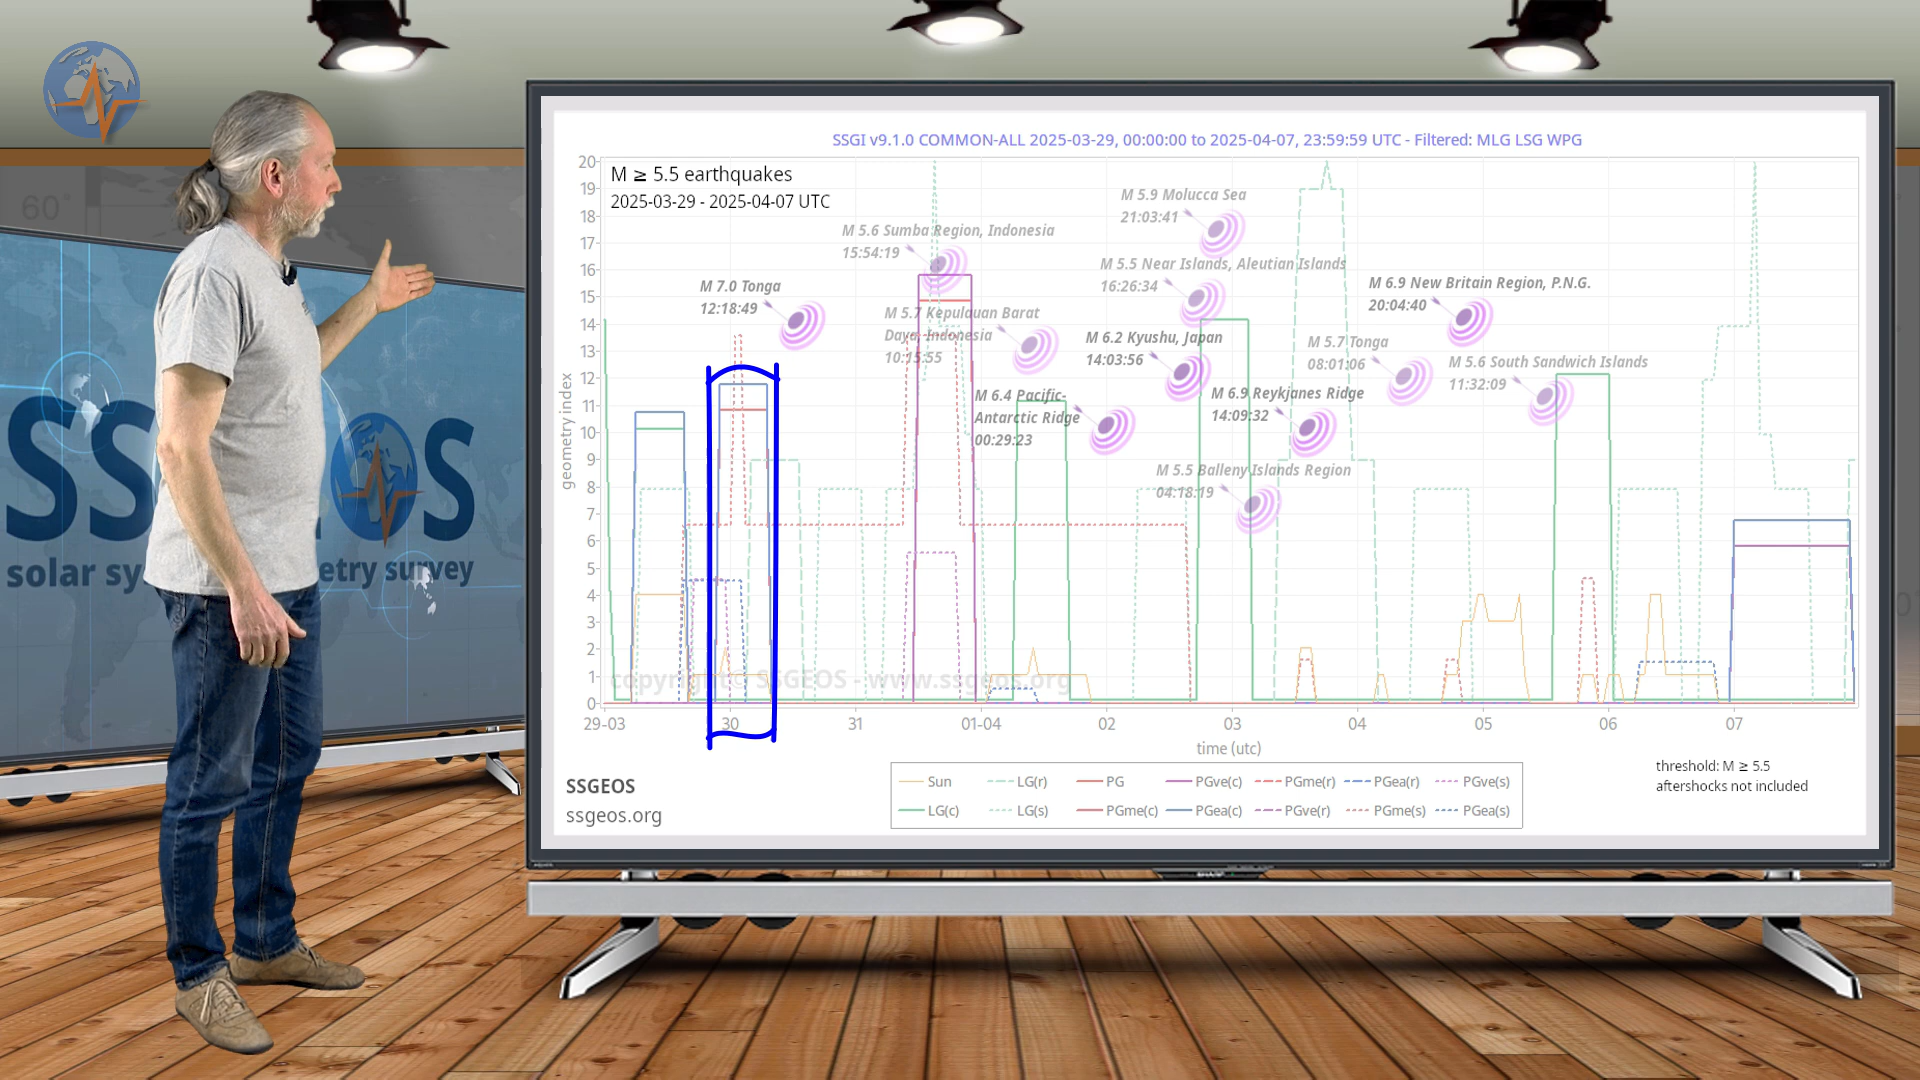 SSGI v9.1.0 COMMON-ALL 2025-03-29, 00:00:00 to 2025-04-07, 23:59:59 UTC - Filtered: MLG LSG WPG
M ≥ 5.5 earthquakes
2025-03-29 - 2025-04-07 UTC
M 5.9 Molucca Sea
21:03:41
M 5.6 Sumba Region, Indonesia
15:54:19
M 5.5 Near Islands, Aleutian Islands
16:26:34
M 7.0 Tonga
12:18:49
M 6.9 New Britain Region, P.N.G.
20:04:40
M 5.7 Kepulauan Barat
Daya, Indonesia
10:15:55
M 6.2 Kyushu, Japan
14:03:56
M 5.7 Tonga
08:01:06
M 5.6 South Sandwich Islands
11:32:09
M 6.4 Pacific-
Antarctic Ridge
00:29:23
M 6.9 Reykjanes Ridge
14:09:32
M 5.5 Balleny Islands Region
04:18:19
geometry index
20
19
18
17
16
15
14
13
12
11
10
9
8
7
6
5
4
3
2
1
0
copyright © SSGEOS - www.ssgeos.org
29-03 30 31 01-04 02 03 04 05 06 07
time (utc)
Sun LG(r) PG PGve(c) PGme(r) PGea(r) PGve(s)
LG(c) LG(s) PGme(c) PGea(c) PGve(r) PGme(s) PGea(s)
SSGEOS
ssgeos.org
threshold: M ≥ 5.5
aftershocks not included
60°
SS OS
solar sy etry survey
SHARP